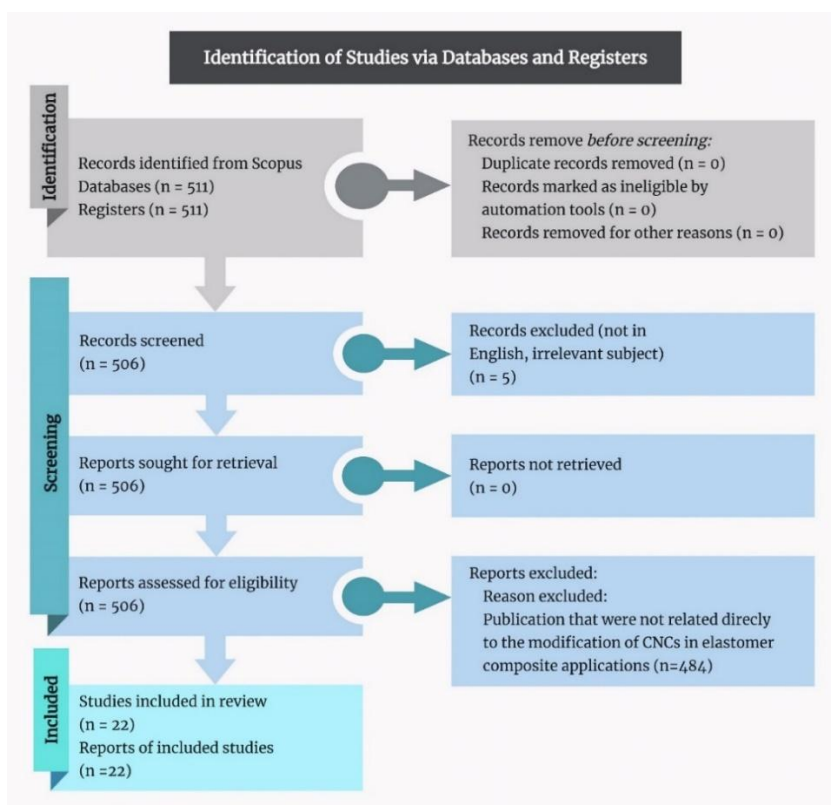 Identification of Studies via Databases and Registers
Identification
Records identified from Scopus
Databases (n = 511)
Registers (n = 511)
Records remove before screening:
Duplicate records removed (n = 0)
Records marked as ineligible by
automation tools (n = 0)
Records removed for other reasons (n = 0)
Screening
Records screened
(n = 506)
Records excluded (not in
English, irrelevant subject)
(n = 5)
Reports sought for retrieval
(n = 506)
Reports not retrieved
(n = 0)
Reports assessed for eligibility
(n = 506)
Reports excluded:
Reason excluded:
Publication that were not related direcly
to the modification of CNCs in elastomer
composite applications (n=484)
Included
Studies included in review
(n = 22)
Reports of included studies
(n =22)